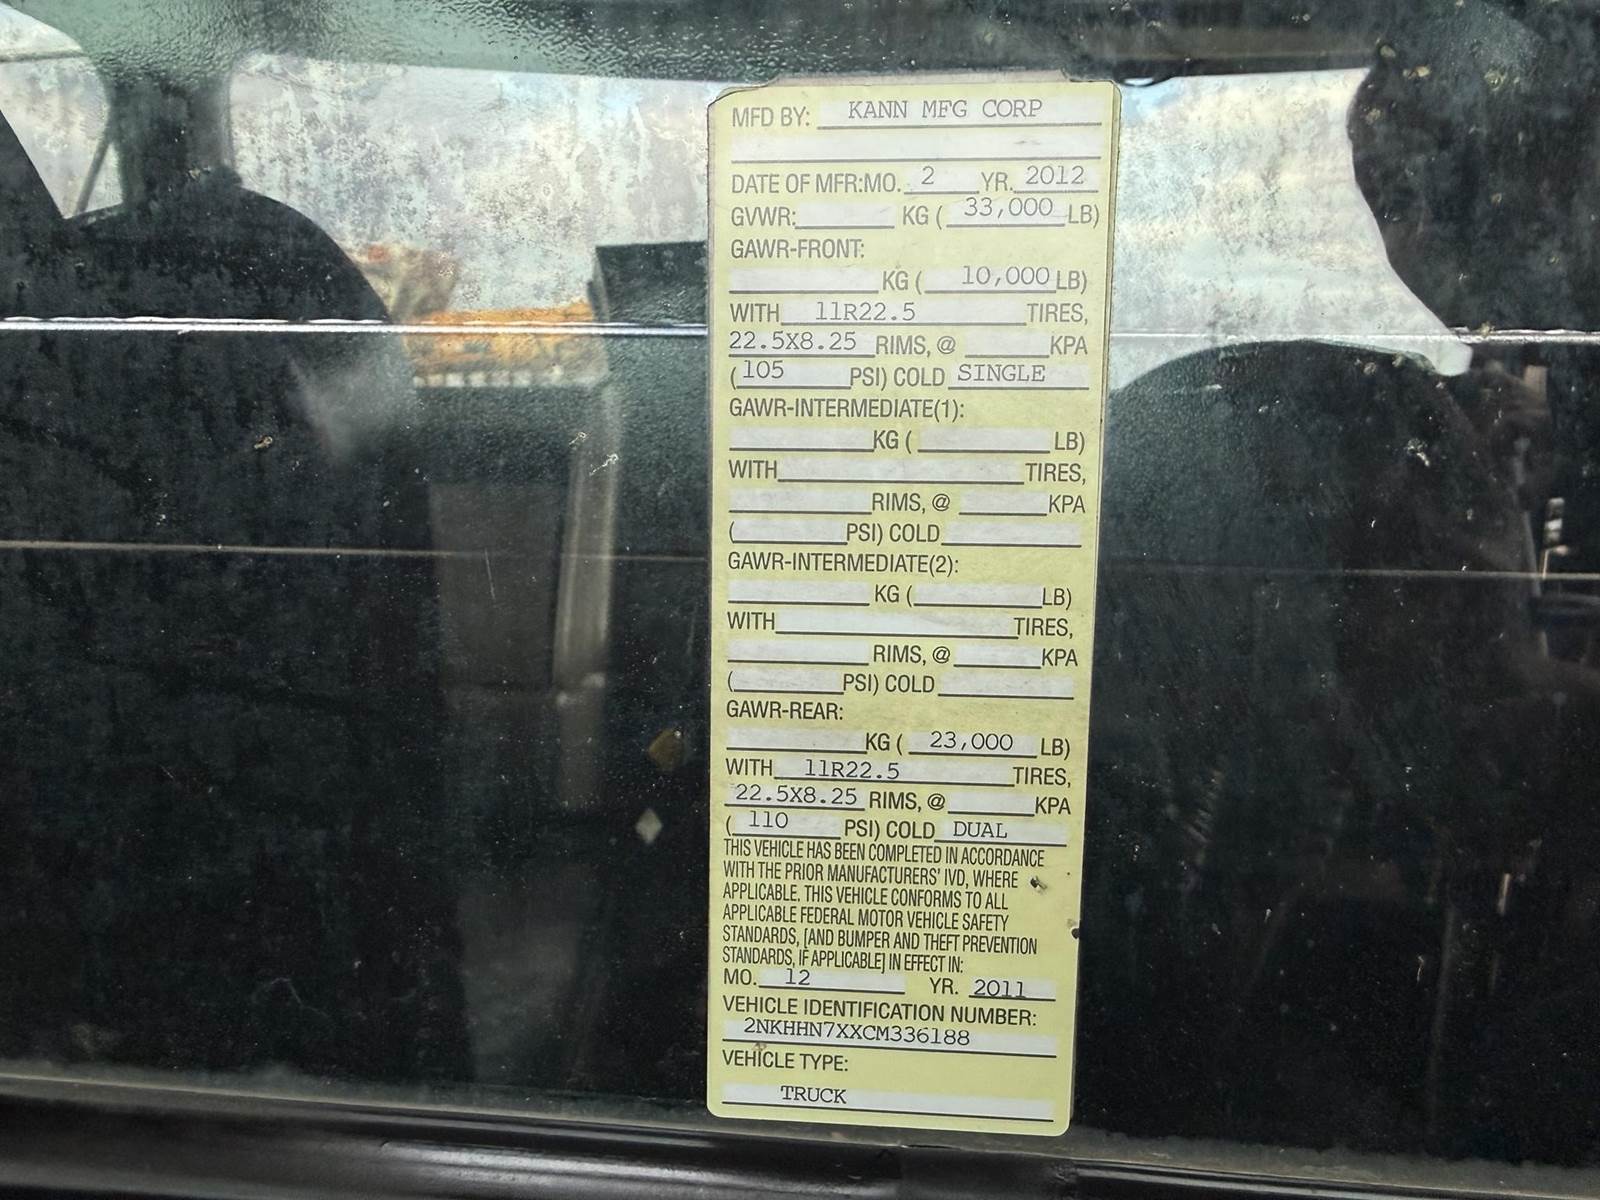 MFD BY: KANN MFG CORP
DATE OF MFR:MO. 2 YR. 2012
GVWR: KG ( 33,000 LB)
GAWR-FRONT:
KG ( 10,000 LB)
WITH 11R22.5 TIRES,
22.5X8.25 RIMS, @ KPA
(105 PSI) COLD SINGLE
GAWR-INTERMEDIATE(1):
KG ( LB)
WITH TIRES,
RIMS, @ KPA
( PSI) COLD
GAWR-INTERMEDIATE(2):
KG ( LB)
WITH TIRES,
RIMS, @ KPA
( PSI) COLD
GAWR-REAR:
KG ( 23,000 LB)
WITH 11R22.5 TIRES,
22.5X8.25 RIMS, @ KPA
( 110 PSI) COLD DUAL
THIS VEHICLE HAS BEEN COMPLETED IN ACCORDANCE
WITH THE PRIOR MANUFACTURERS' IVD, WHERE
APPLICABLE. THIS VEHICLE CONFORMS TO ALL
APPLICABLE FEDERAL MOTOR VEHICLE SAFETY
STANDARDS, [AND BUMPER AND THEFT PREVENTION
STANDARDS, IF APPLICABLE] IN EFFECT IN:
MO. 12 YR. 2011
VEHICLE IDENTIFICATION NUMBER:
2NKHHN7XXCM336188
VEHICLE TYPE:
TRUCK